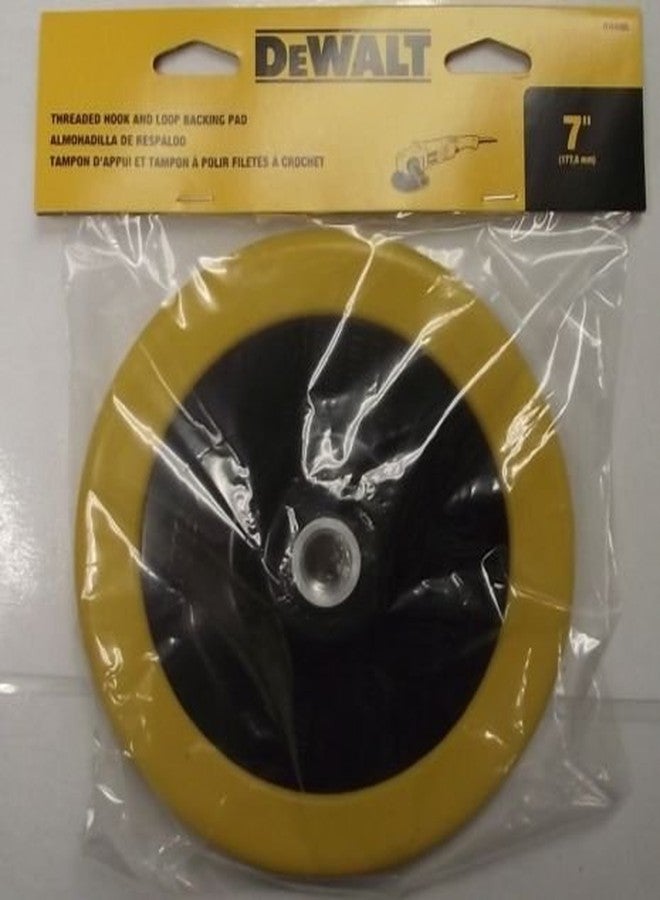 DEWALT
THREADED HOOK AND LOOP BACKING PAD
ALMOHADILLA DE RESPALDO
TAMPON D'APPUI ET TAMPON À POLIR FILETÉS À CROCHET
7"
(177,8 mm)